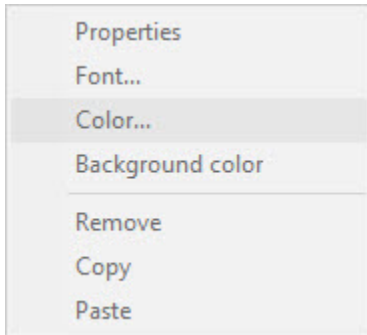 Properties
Font...
Color...
Background color
Remove
Copy
Paste